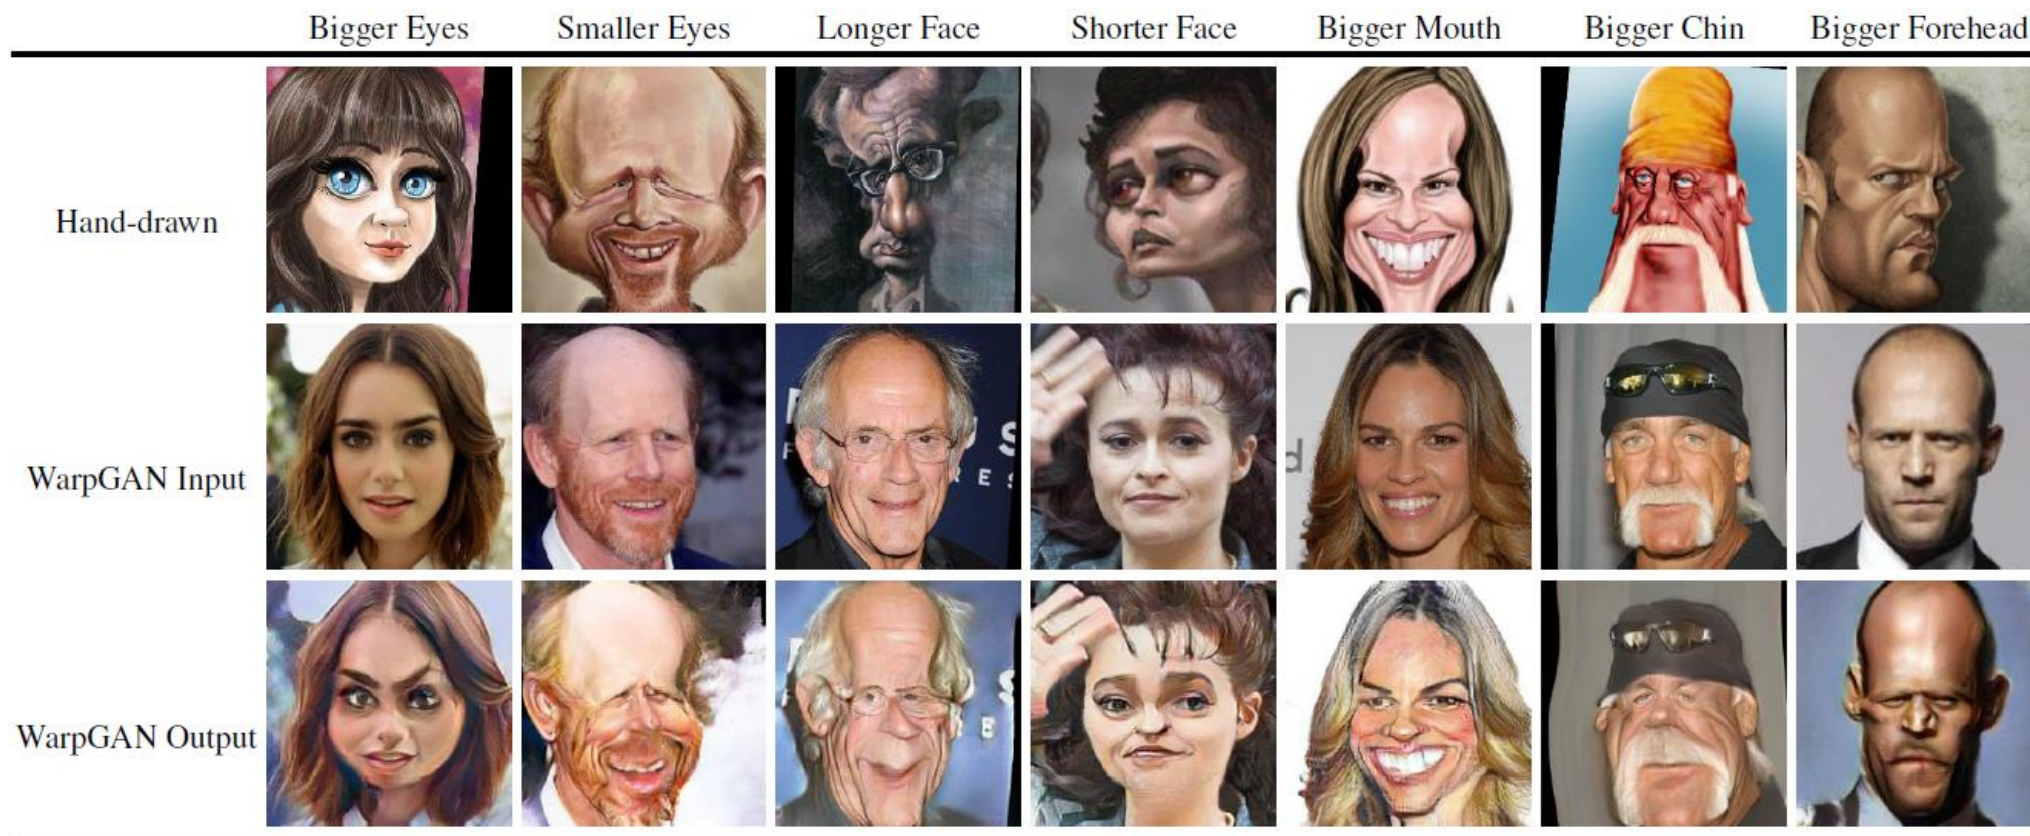 Bigger Eyes Smaller Eyes Longer Face Shorter Face Bigger Mouth Bigger Chin Bigger Forehead
Hand-drawn
WarpGAN Input
WarpGAN Output